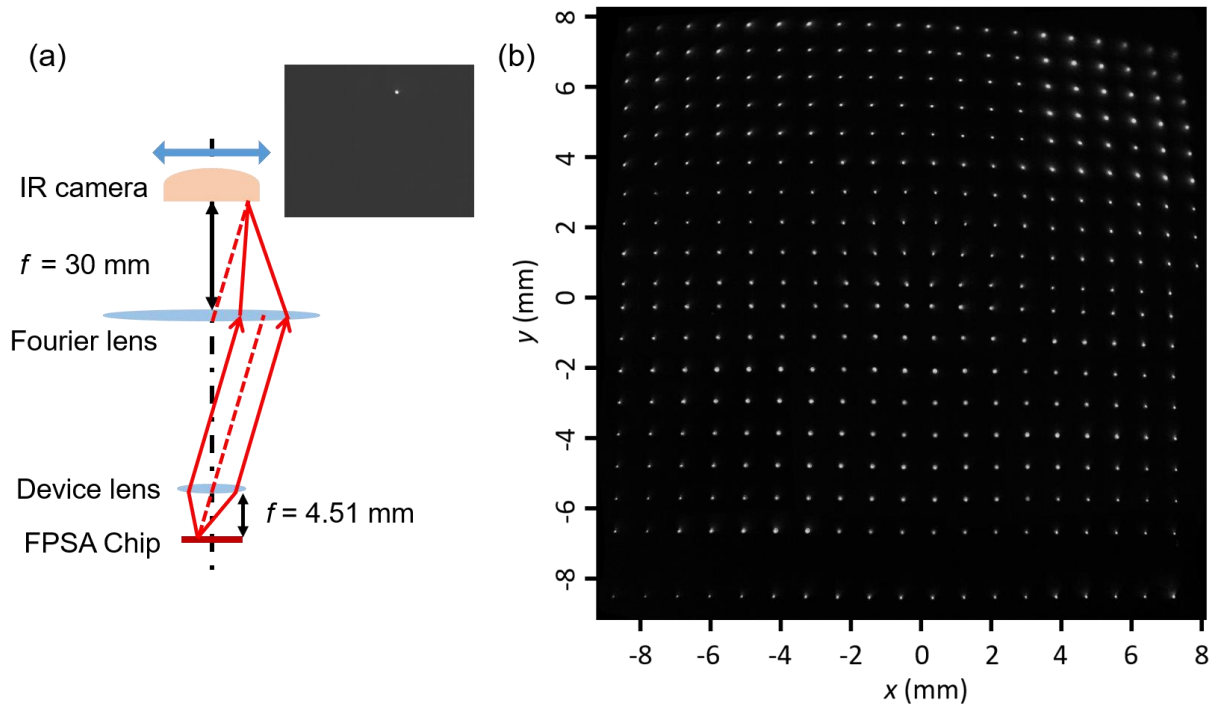 (a)
IR camera
f = 30 mm
Fourier lens
Device lens
f = 4.51 mm
FPSA Chip
(b)
8
6
4
2
0
-2
-4
-6
-8
y (mm)
-8 -6 -4 -2 0 2 4 6 8
x (mm)